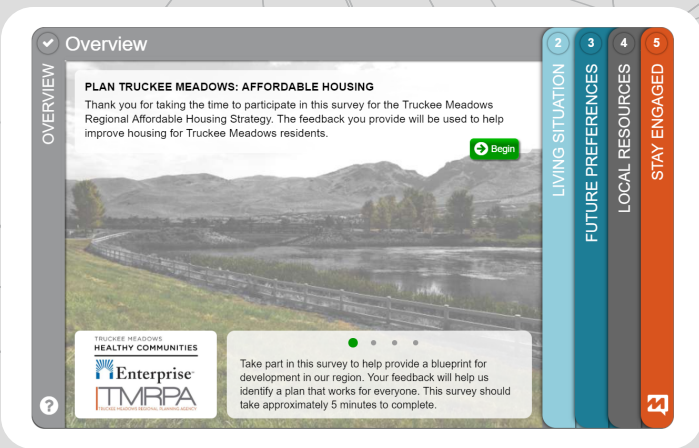 Overview
OVERVIEW
PLAN TRUCKEE MEADOWS: AFFORDABLE HOUSING
Thank you for taking the time to participate in this survey for the Truckee Meadows
Regional Affordable Housing Strategy. The feedback you provide will be used to help
improve housing for Truckee Meadows residents.
Begin
TRUCKEE MEADOWS
HEALTHY COMMUNITIES
Enterprise
TMRPA
TRUCKEE MEADOWS REGIONAL PLANNING AGENCY
Take part in this survey to help provide a blueprint for
development in our region. Your feedback will help us
identify a plan that works for everyone. This survey should
take approximately 5 minutes to complete.
?
2
LIVING SITUATION
3
FUTURE PREFERENCES
4
LOCAL RESOURCES
5
STAY ENGAGED